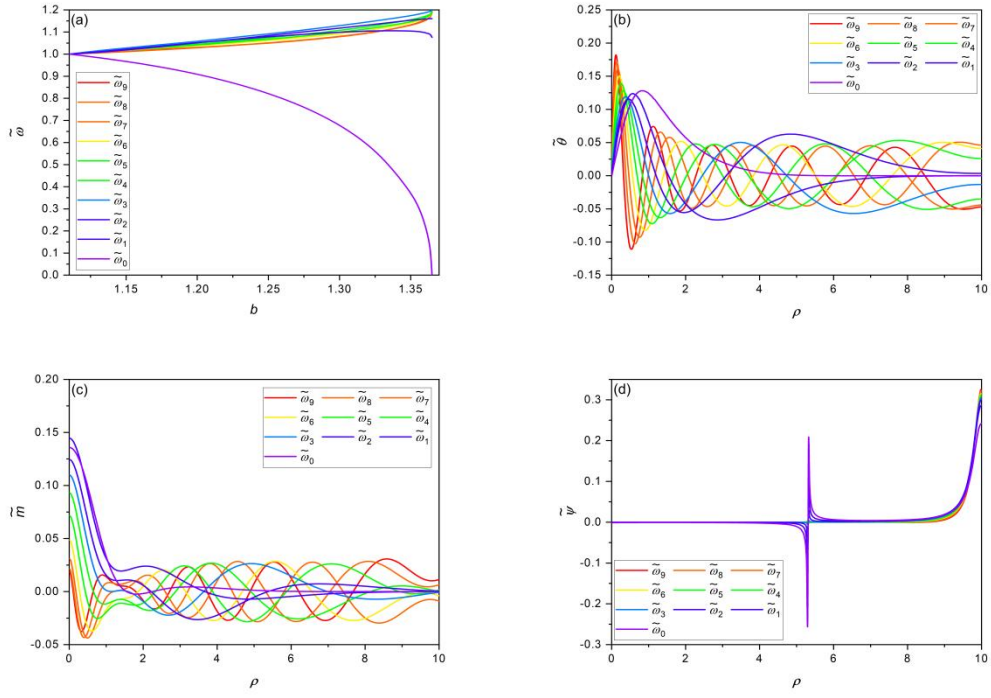 (a)
1.2
1.1
1.0
0.9
0.8
0.7
0.6
0.5
0.4
0.3
0.2
0.1
0.0
ω̃
ω̃₉
ω̃₈
ω̃₇
ω̃₆
ω̃₅
ω̃₄
ω̃₃
ω̃₂
ω̃₁
ω̃₀
1.15 1.20 1.25 1.30 1.35
b
(b)
0.25
0.20
0.15
0.10
0.05
0.00
-0.05
-0.10
-0.15
θ̃
ω̃₉ ω̃₈ ω̃₇
ω̃₆ ω̃₅ ω̃₄
ω̃₃ ω̃₂ ω̃₁
ω̃₀
0 2 4 6 8 10
ρ
(c)
0.20
0.15
0.10
0.05
0.00
-0.05
m̃
ω̃₉ ω̃₈ ω̃₇
ω̃₆ ω̃₅ ω̃₄
ω̃₃ ω̃₂ ω̃₁
ω̃₀
0 2 4 6 8 10
ρ
(d)
0.3
0.2
0.1
0.0
-0.1
-0.2
-0.3
ψ̃
ω̃₉ ω̃₈ ω̃₇
ω̃₆ ω̃₅ ω̃₄
ω̃₃ ω̃₂ ω̃₁
ω̃₀
0 2 4 6 8 10
ρ